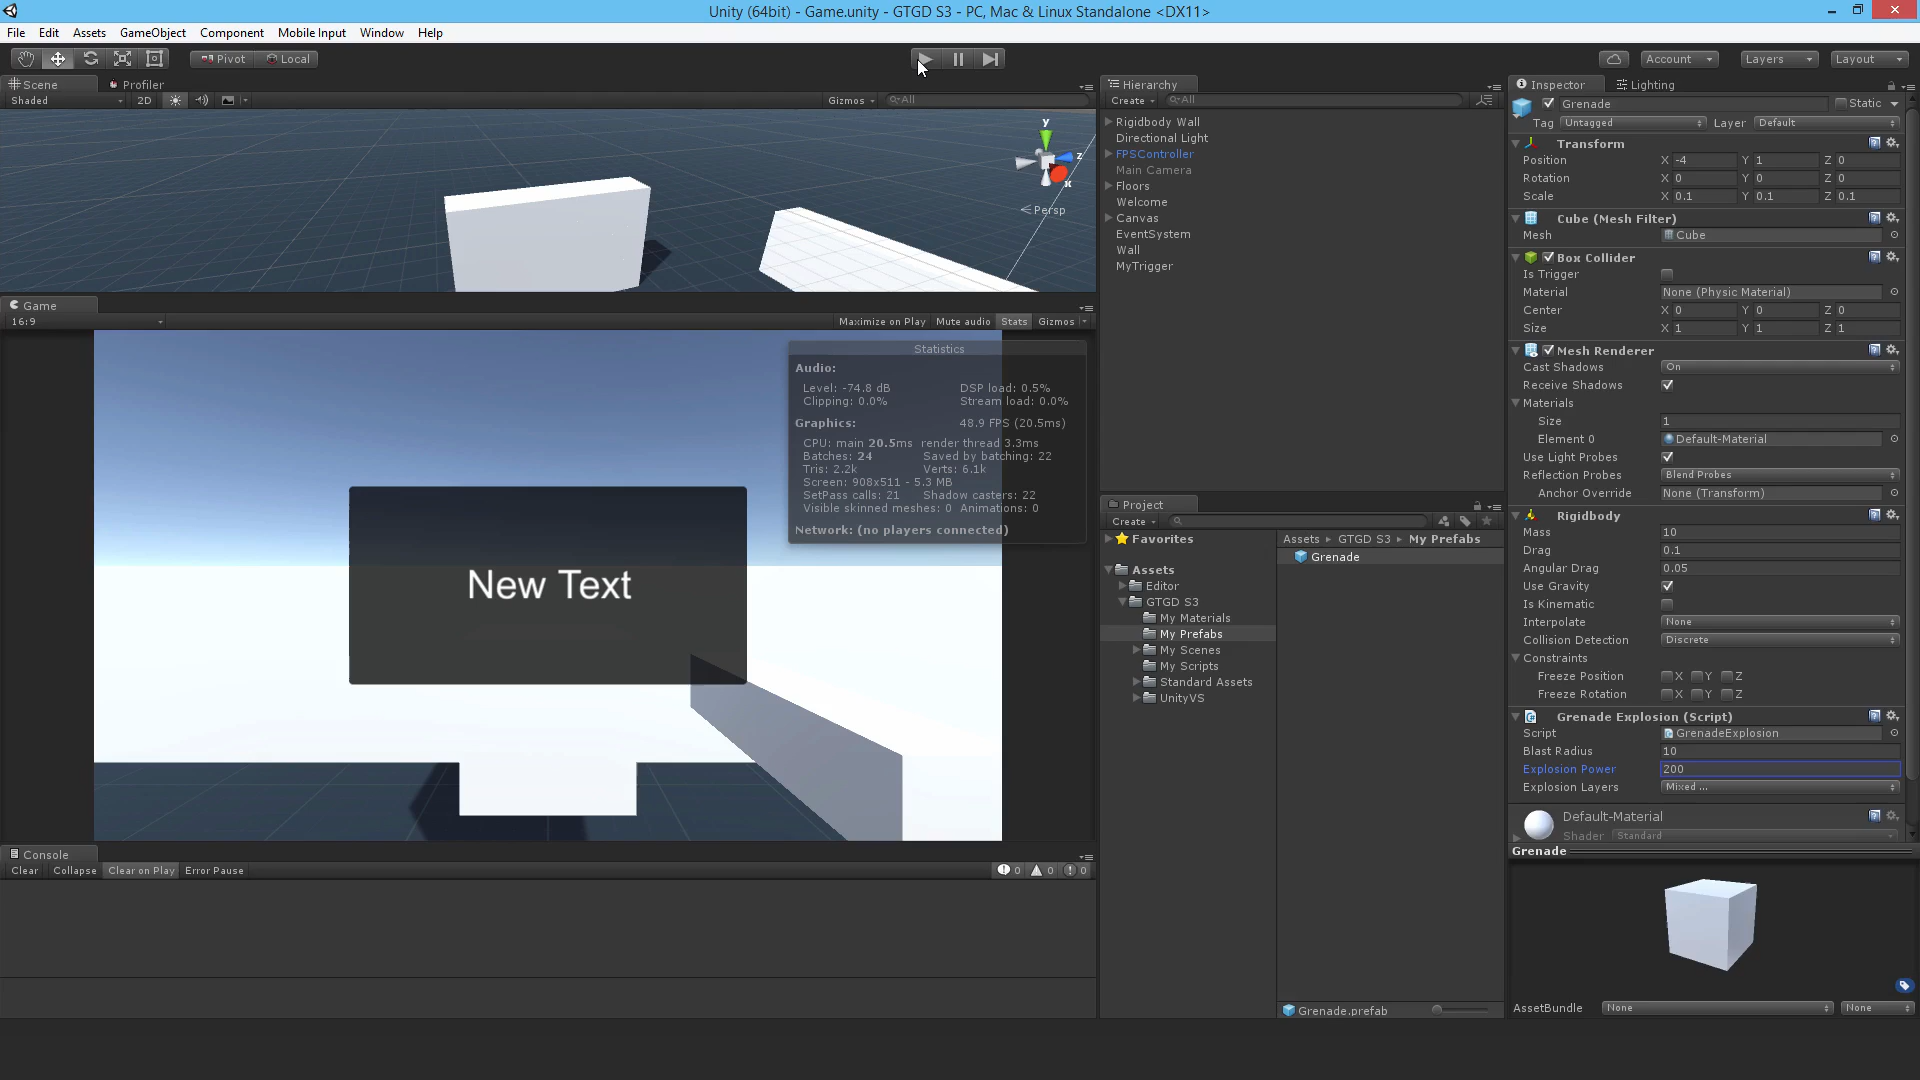 Unity (64bit) - Game.unity - GTGD S3 - PC, Mac & Linux Standalone <DX11>
File Edit Assets GameObject Component Mobile Input Window Help
Pivot Local Account Layers Layout
Scene Profiler
Shaded 2D Gizmos All
y
z
x
Persp
Game
16:9 Maximize on Play Mute audio Stats Gizmos
Statistics
Audio:
Level: -74.8 dB DSP load: 0.5%
Clipping: 0.0% Stream load: 0.0%
Graphics: 48.9 FPS (20.5ms)
CPU: main 20.5ms render thread 3.3ms
Batches: 24 Saved by batching: 22
Tris: 2.2k Verts: 6.1k
Screen: 908x511 - 5.3 MB
SetPass calls: 21 Shadow casters: 22
Visible skinned meshes: 0 Animations: 0
Network: (no players connected)
New Text
Console
Clear Collapse Clear on Play Error Pause 0 0 0
Hierarchy
Create All
Rigidbody Wall
Directional Light
FPSController
Main Camera
Floors
Welcome
Canvas
EventSystem
Wall
MyTrigger
Project
Create
Favorites
Assets
Editor
GTGD S3
My Materials
My Prefabs
My Scenes
My Scripts
Standard Assets
UnityVS
Assets GTGD S3 My Prefabs
Grenade
Grenade.prefab
Inspector Lighting
Grenade Static
Tag Untagged Layer Default
Transform
Position X -4 Y 1 Z 0
Rotation X 0 Y 0 Z 0
Scale X 0.1 Y 0.1 Z 0.1
Cube (Mesh Filter)
Mesh Cube
Box Collider
Is Trigger
Material None (Physic Material)
Center X 0 Y 0 Z 0
Size X 1 Y 1 Z 1
Mesh Renderer
Cast Shadows On
Receive Shadows
Materials
Size 1
Element 0 Default-Material
Use Light Probes
Reflection Probes Blend Probes
Anchor Override None (Transform)
Rigidbody
Mass 10
Drag 0.1
Angular Drag 0.05
Use Gravity
Is Kinematic
Interpolate None
Collision Detection Discrete
Constraints
Freeze Position X Y Z
Freeze Rotation X Y Z
Grenade Explosion (Script)
Script GrenadeExplosion
Blast Radius 10
Explosion Power 200
Explosion Layers Mixed ...
Default-Material
Shader Standard
Grenade
AssetBundle None None